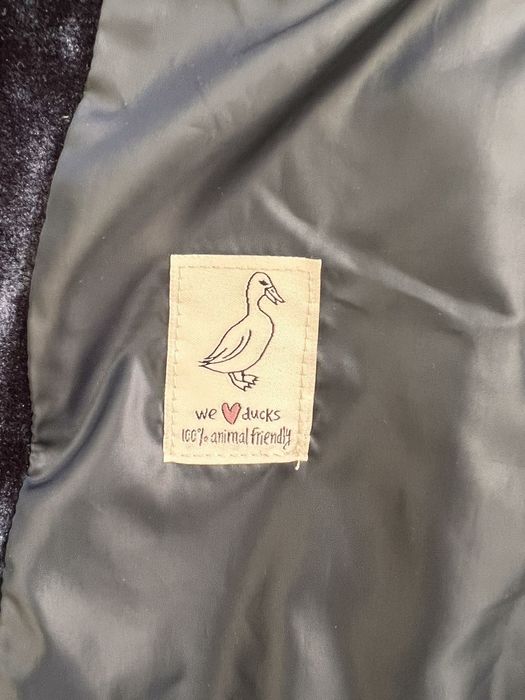 we ❤ ducks
100% animal friendly